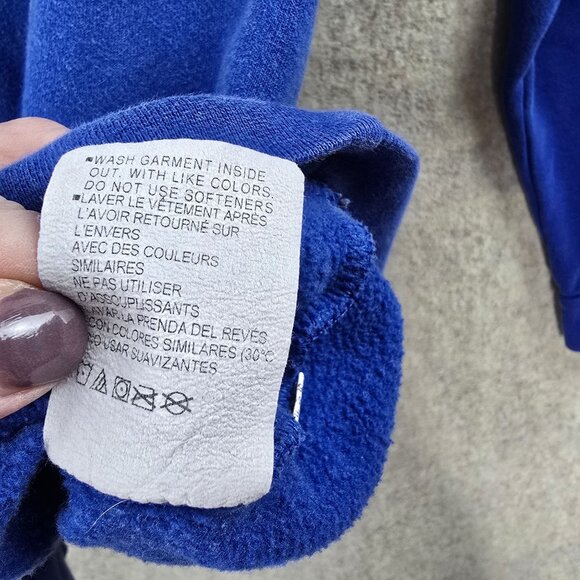 ▪WASH GARMENT INSIDE
OUT. WITH LIKE COLORS.
DO NOT USE SOFTENERS
▪LAVER LE VÊTEMENT APRÈS
L'AVOIR RETOURNÉ SUR
L'ENVERS
AVEC DES COULEURS
SIMILAIRES
NE PAS UTILISER
D'ASSOUPLISSANTS
LA PRENDA DEL REVÉS
CON COLORES SIMILARES (30°C
USAR SUAVIZANTES